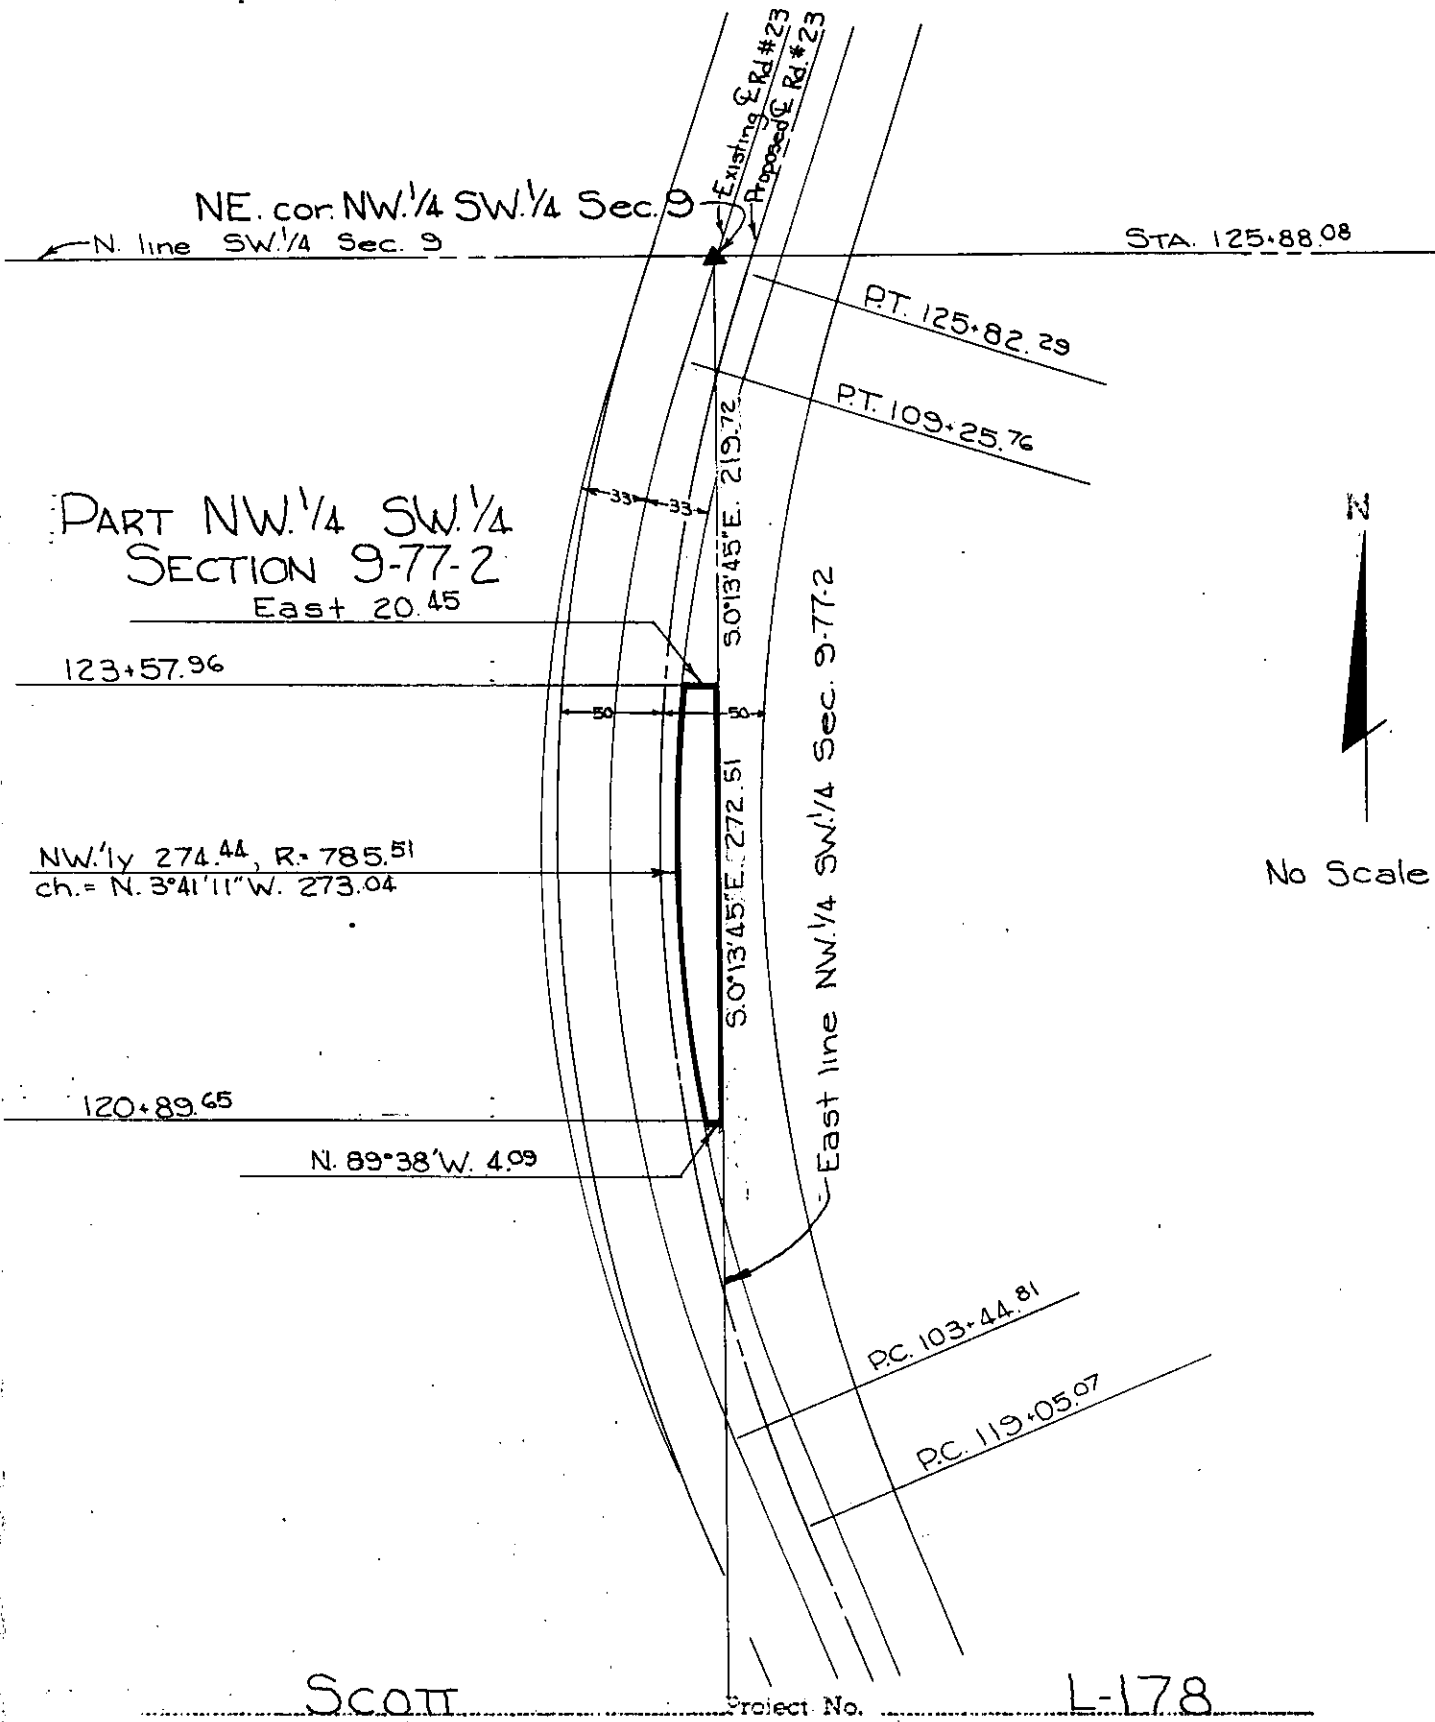 Existing ℄ Rd #23
Proposed ℄ Rd. #23
NE. cor. NW.1/4 SW.1/4 Sec. 9
N. line SW.1/4 Sec. 9
STA. 125+88.08
P.T. 125+82.29
P.T. 109+25.76
S.0°13'45"E. 219.72
33 33
PART NW.1/4 SW.1/4
SECTION 9-77-2
East 20.45
N
123+57.96
50 50
S.0°13'45"E. 272.51
East line NW.1/4 SW.1/4 Sec. 9-77-2
NW.'ly 274.44, R.= 785.51
ch.= N. 3°41'11"W. 273.04
No Scale
120+89.65
N. 89°38'W. 4.09
P.C. 103+44.81
P.C. 119+05.07
SCOTT Project No. L-178